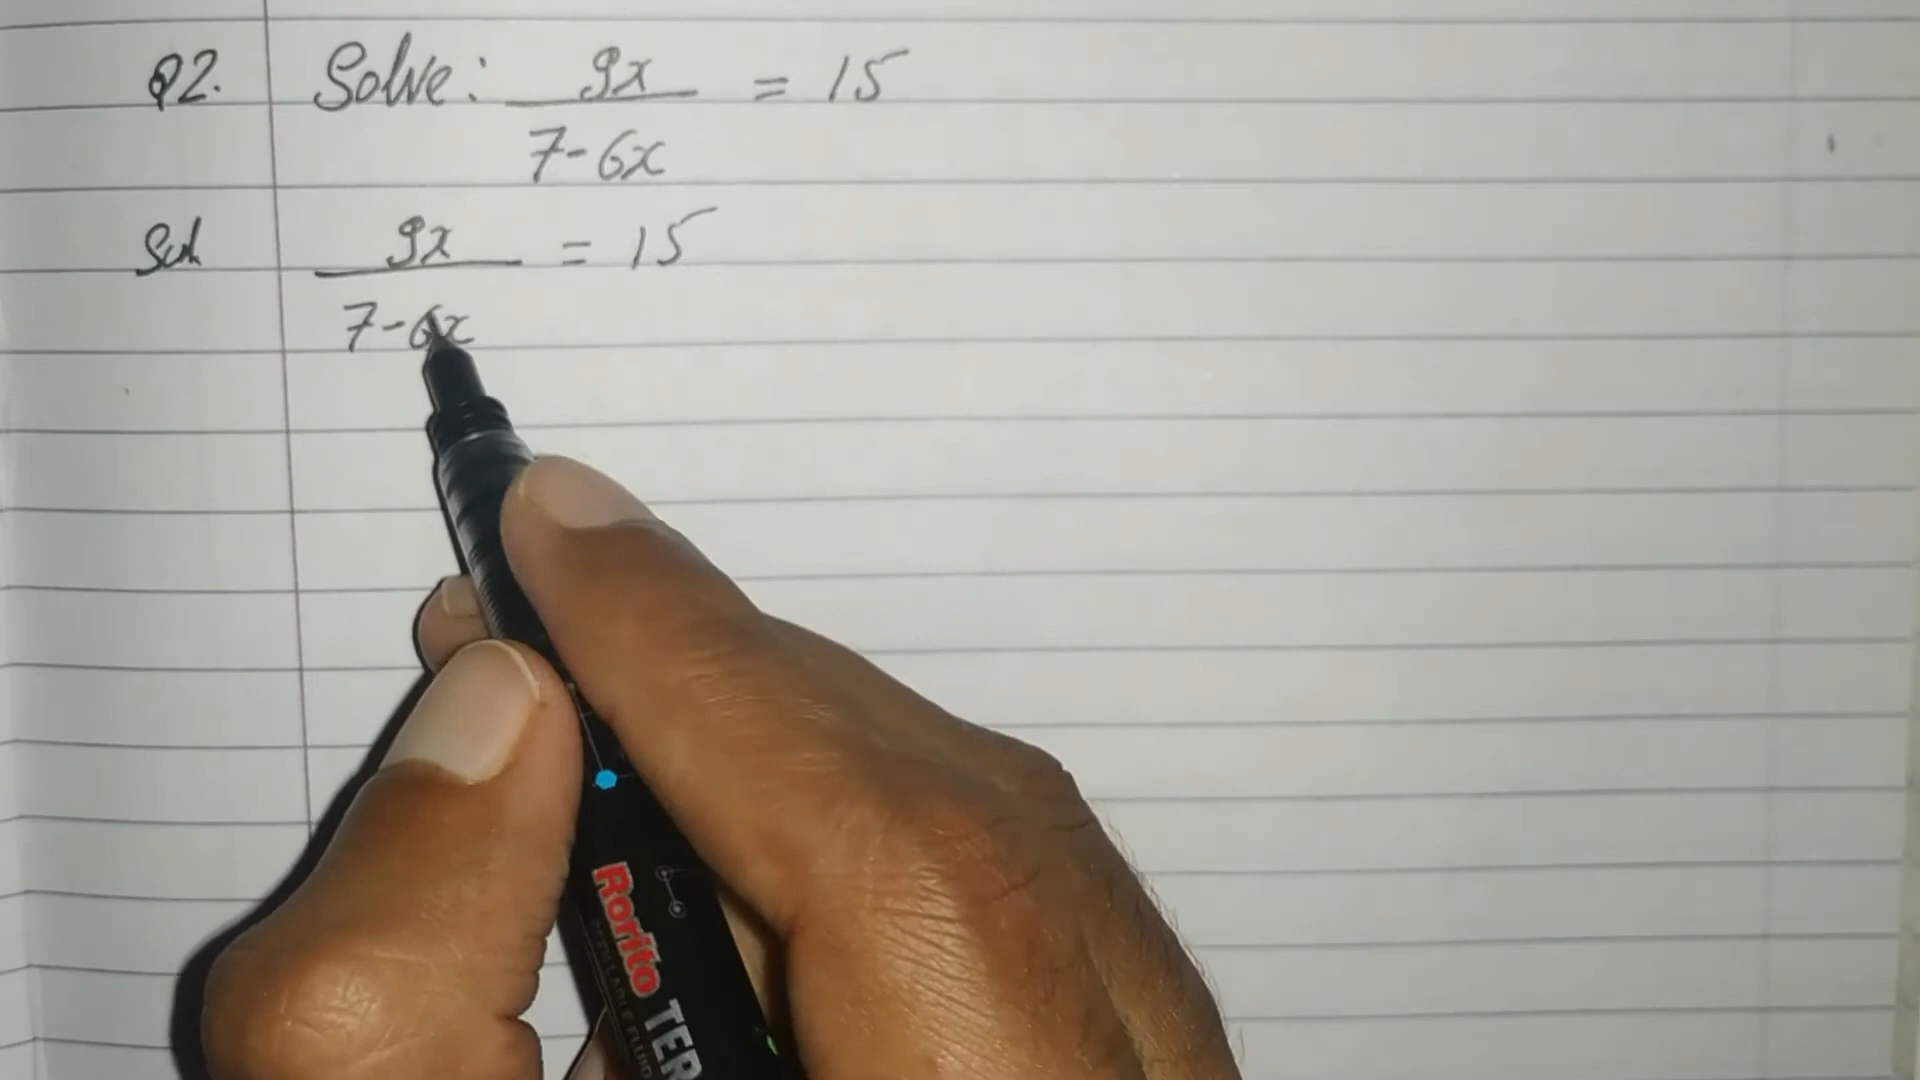 Q2. Solve: 9x / 7-6x = 15
Sol. 9x / 7-6x = 15
Rorito